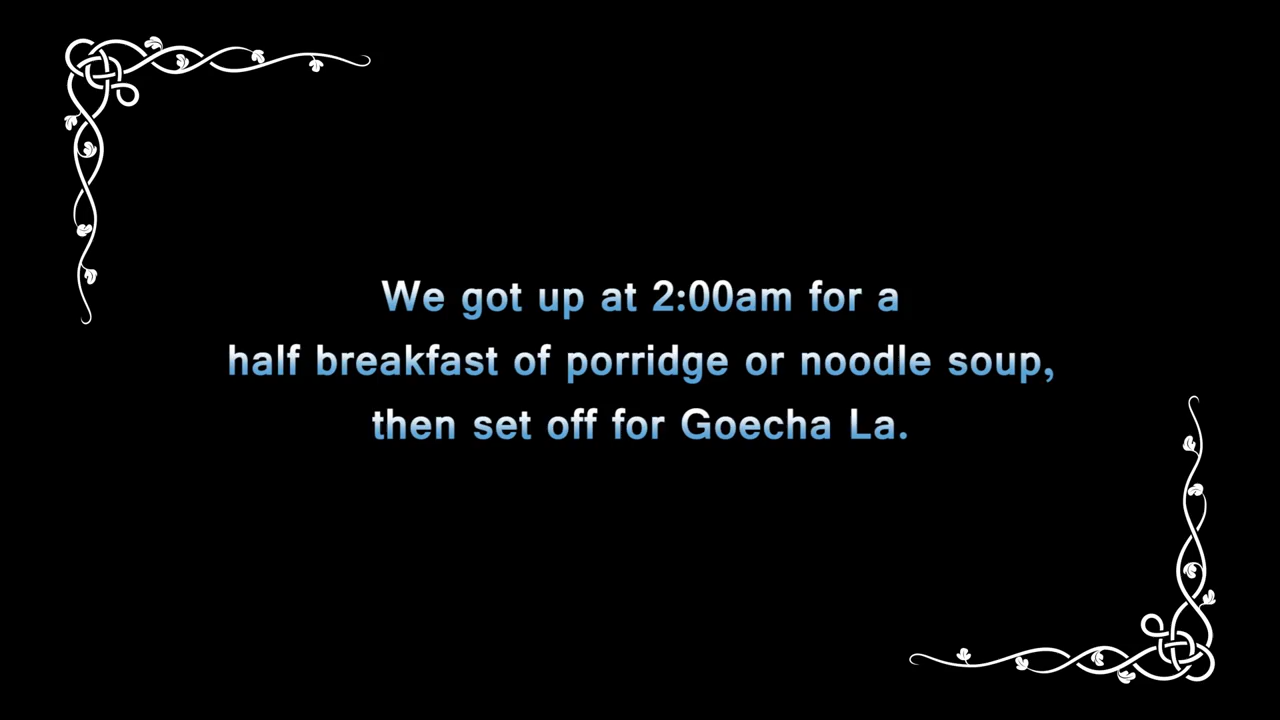 We got up at 2:00am for a
half breakfast of porridge or noodle soup,
then set off for Goecha La.